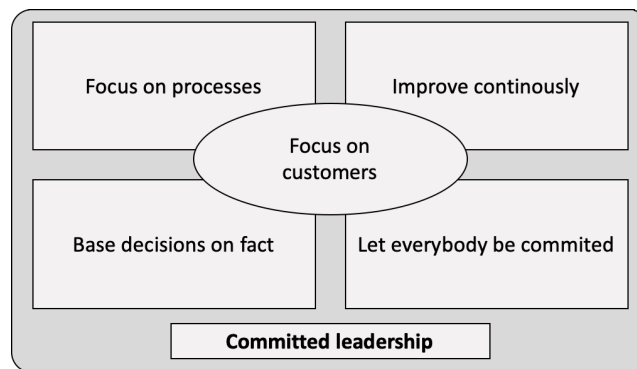 Focus on processes
Improve continously
Focus on
customers
Base decisions on fact
Let everybody be commited
Committed leadership